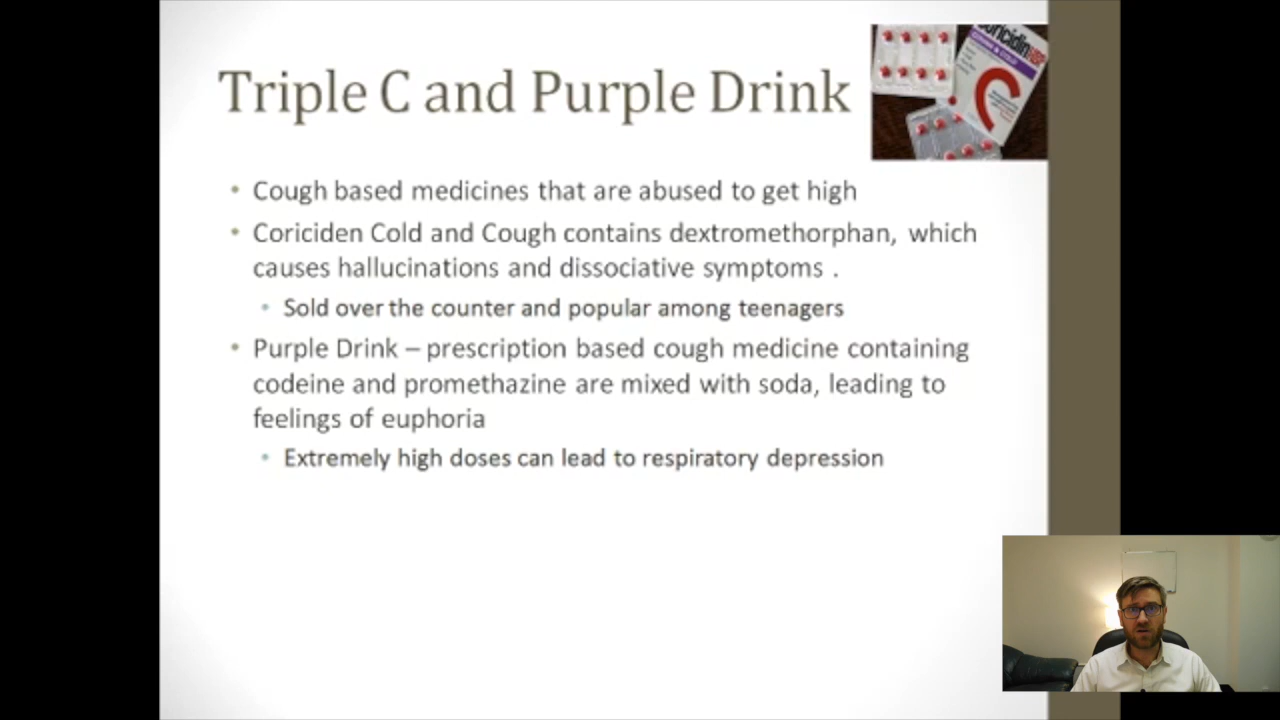 Triple C and Purple Drink
Coricidin
• Cough based medicines that are abused to get high
• Coriciden Cold and Cough contains dextromethorphan, which
causes hallucinations and dissociative symptoms .
• Sold over the counter and popular among teenagers
• Purple Drink – prescription based cough medicine containing
codeine and promethazine are mixed with soda, leading to
feelings of euphoria
• Extremely high doses can lead to respiratory depression